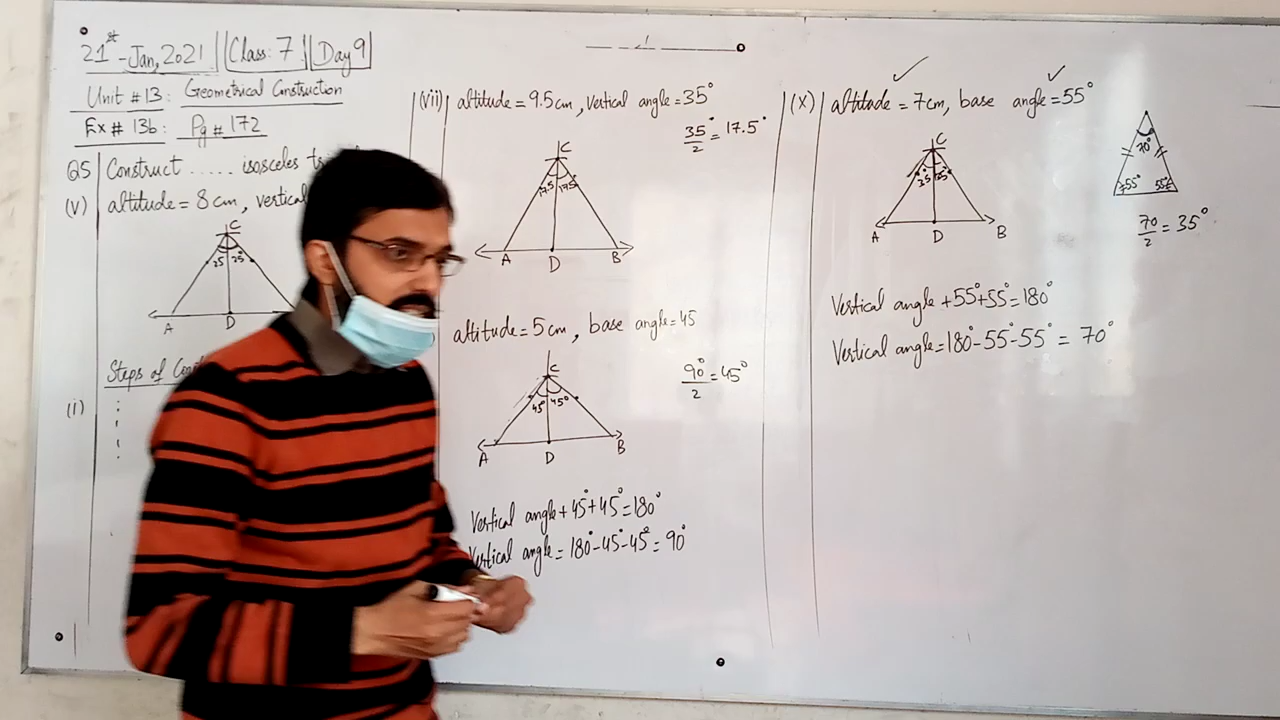 21st-Jan, 2021 || Class: 7 || Day 9
Unit #13: Geometrical Construction
Ex # 13b: Pg # 172
Q5 Construct ..... isosceles
(v) altitude = 8 cm, vertical
C
25° 25°
A D B
Steps of
(i)
(vii) altitude = 9.5 cm, vertical angle = 35°
35°/2 = 17.5°
C
17.5 17.5
A D B
altitude = 5 cm, base angle = 45
90°/2 = 45°
C
45° 45°
A D B
Vertical angle + 45° + 45° = 180°
Vertical angle = 180° - 45° - 45° = 90°
(x) altitude = 7 cm, base angle = 55°
C
35° 35°
A D B
70°
55° 55°
70/2 = 35°
Vertical angle + 55° + 55° = 180°
Vertical angle = 180° - 55° - 55° = 70°